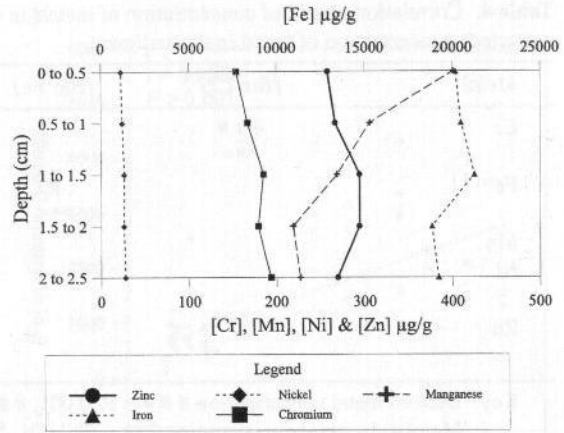 [Fe] µg/g
0 5000 10000 15000 20000 25000
0 to 0.5
0.5 to 1
1 to 1.5
1.5 to 2
2 to 2.5
Depth (cm)
0 100 200 300 400 500
[Cr], [Mn], [Ni] & [Zn] µg/g
Legend
Zinc Nickel Manganese
Iron Chromium